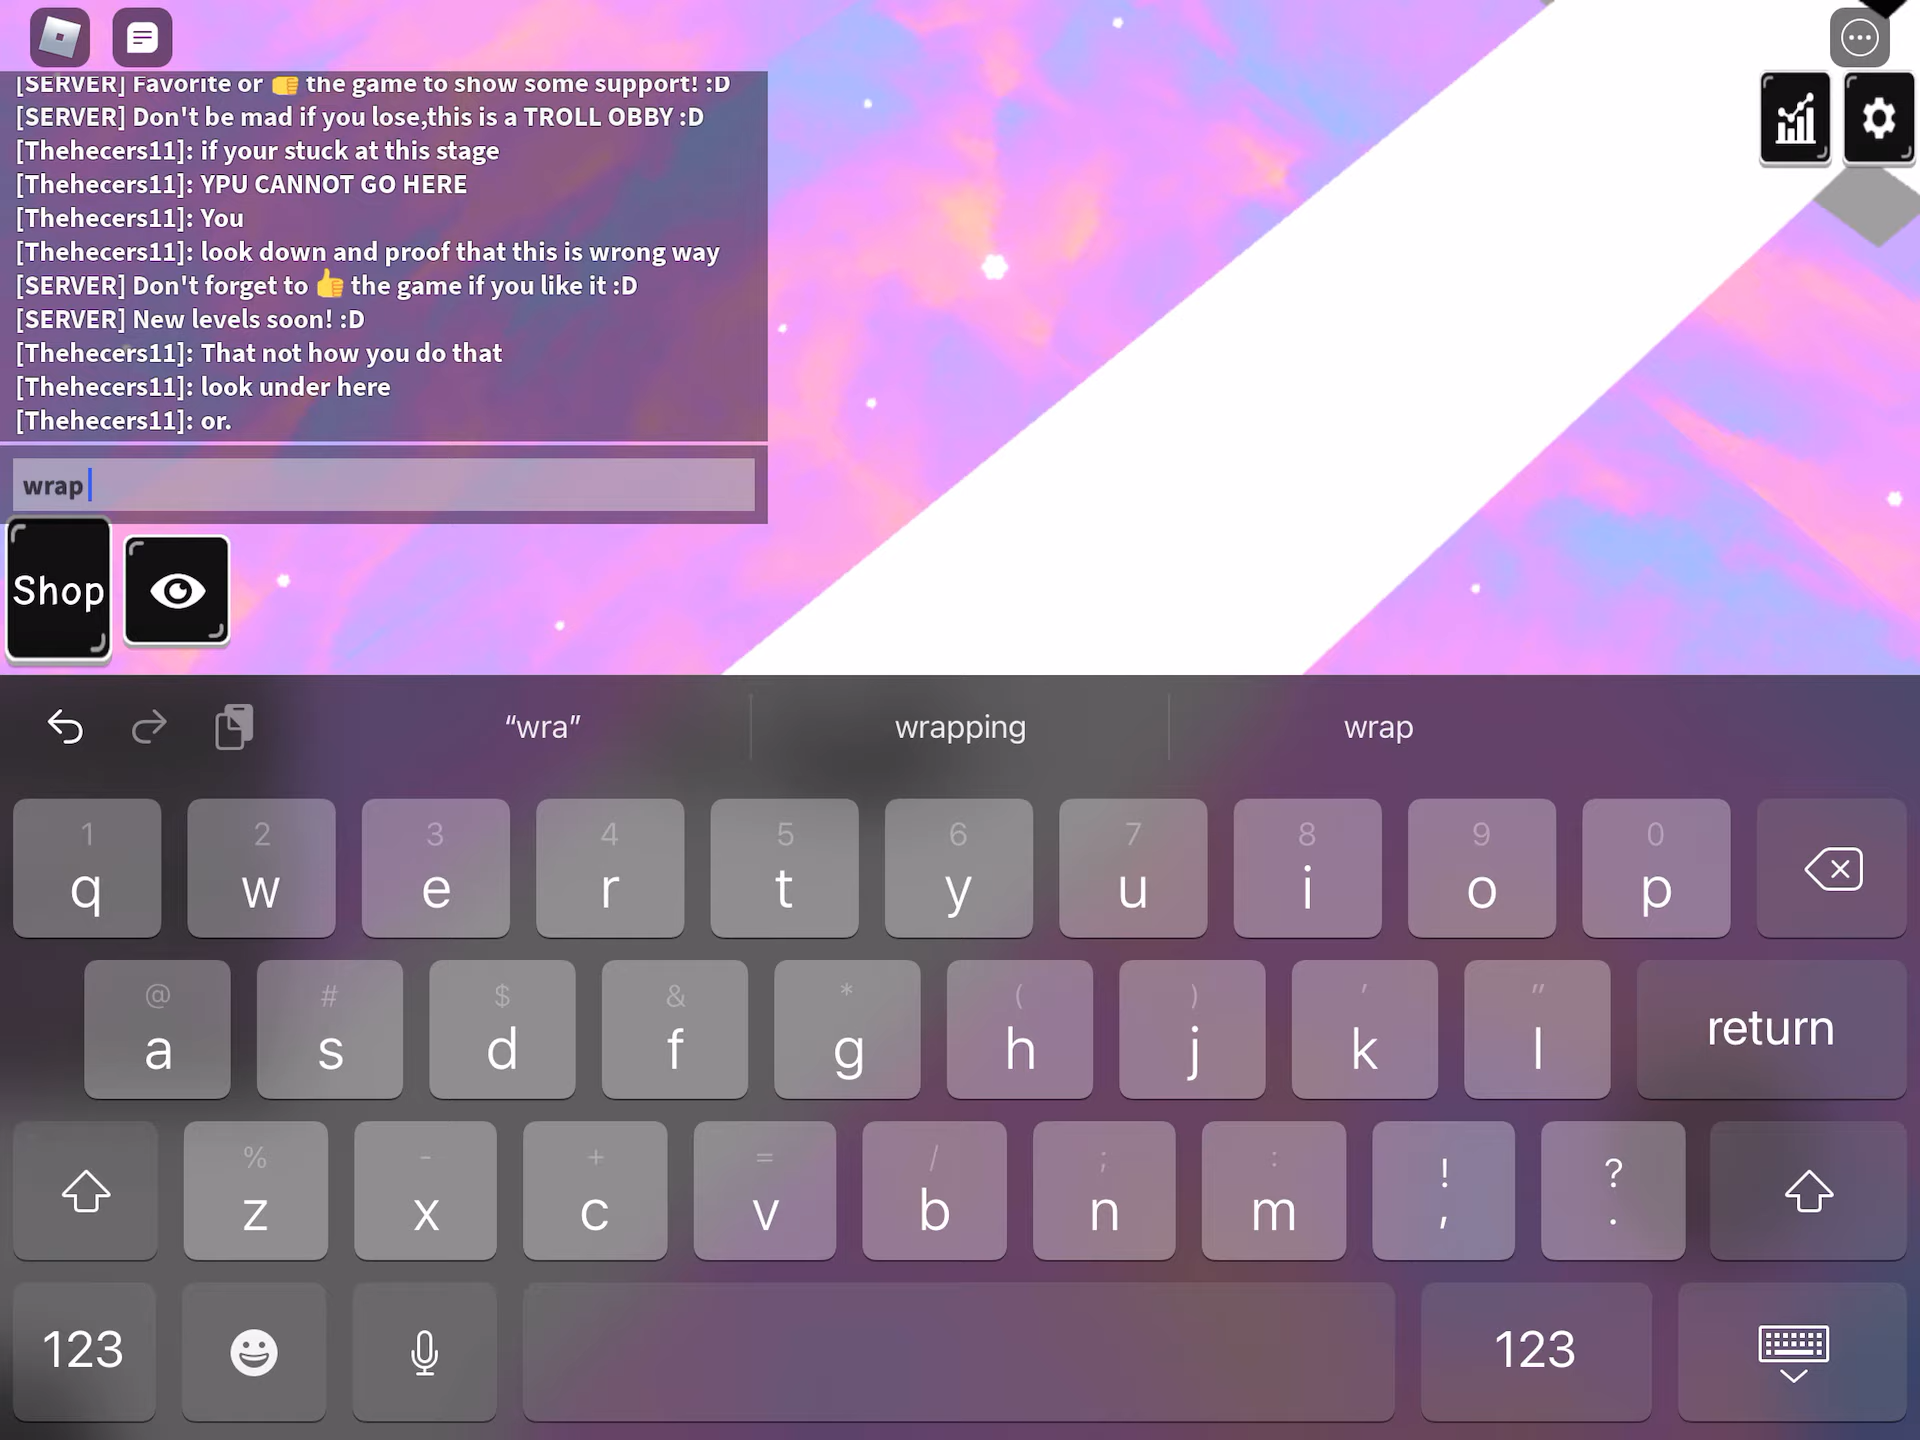 [SERVER] Favorite or 👍 the game to show some support! :D
[SERVER] Don't be mad if you lose,this is a TROLL OBBY :D
[Thehecers11]: if your stuck at this stage
[Thehecers11]: YPU CANNOT GO HERE
[Thehecers11]: You
[Thehecers11]: look down and proof that this is wrong way
[SERVER] Don't forget to 👍 the game if you like it :D
[SERVER] New levels soon! :D
[Thehecers11]: That not how you do that
[Thehecers11]: look under here
[Thehecers11]: or.
wrap
Shop
“wra” wrapping wrap
1 2 3 4 5 6 7 8 9 0
q w e r t y u i o p
@ # $ & * ( ) ' "
a s d f g h j k l return
% - + = / ; : ! ?
z x c v b n m , .
123 123